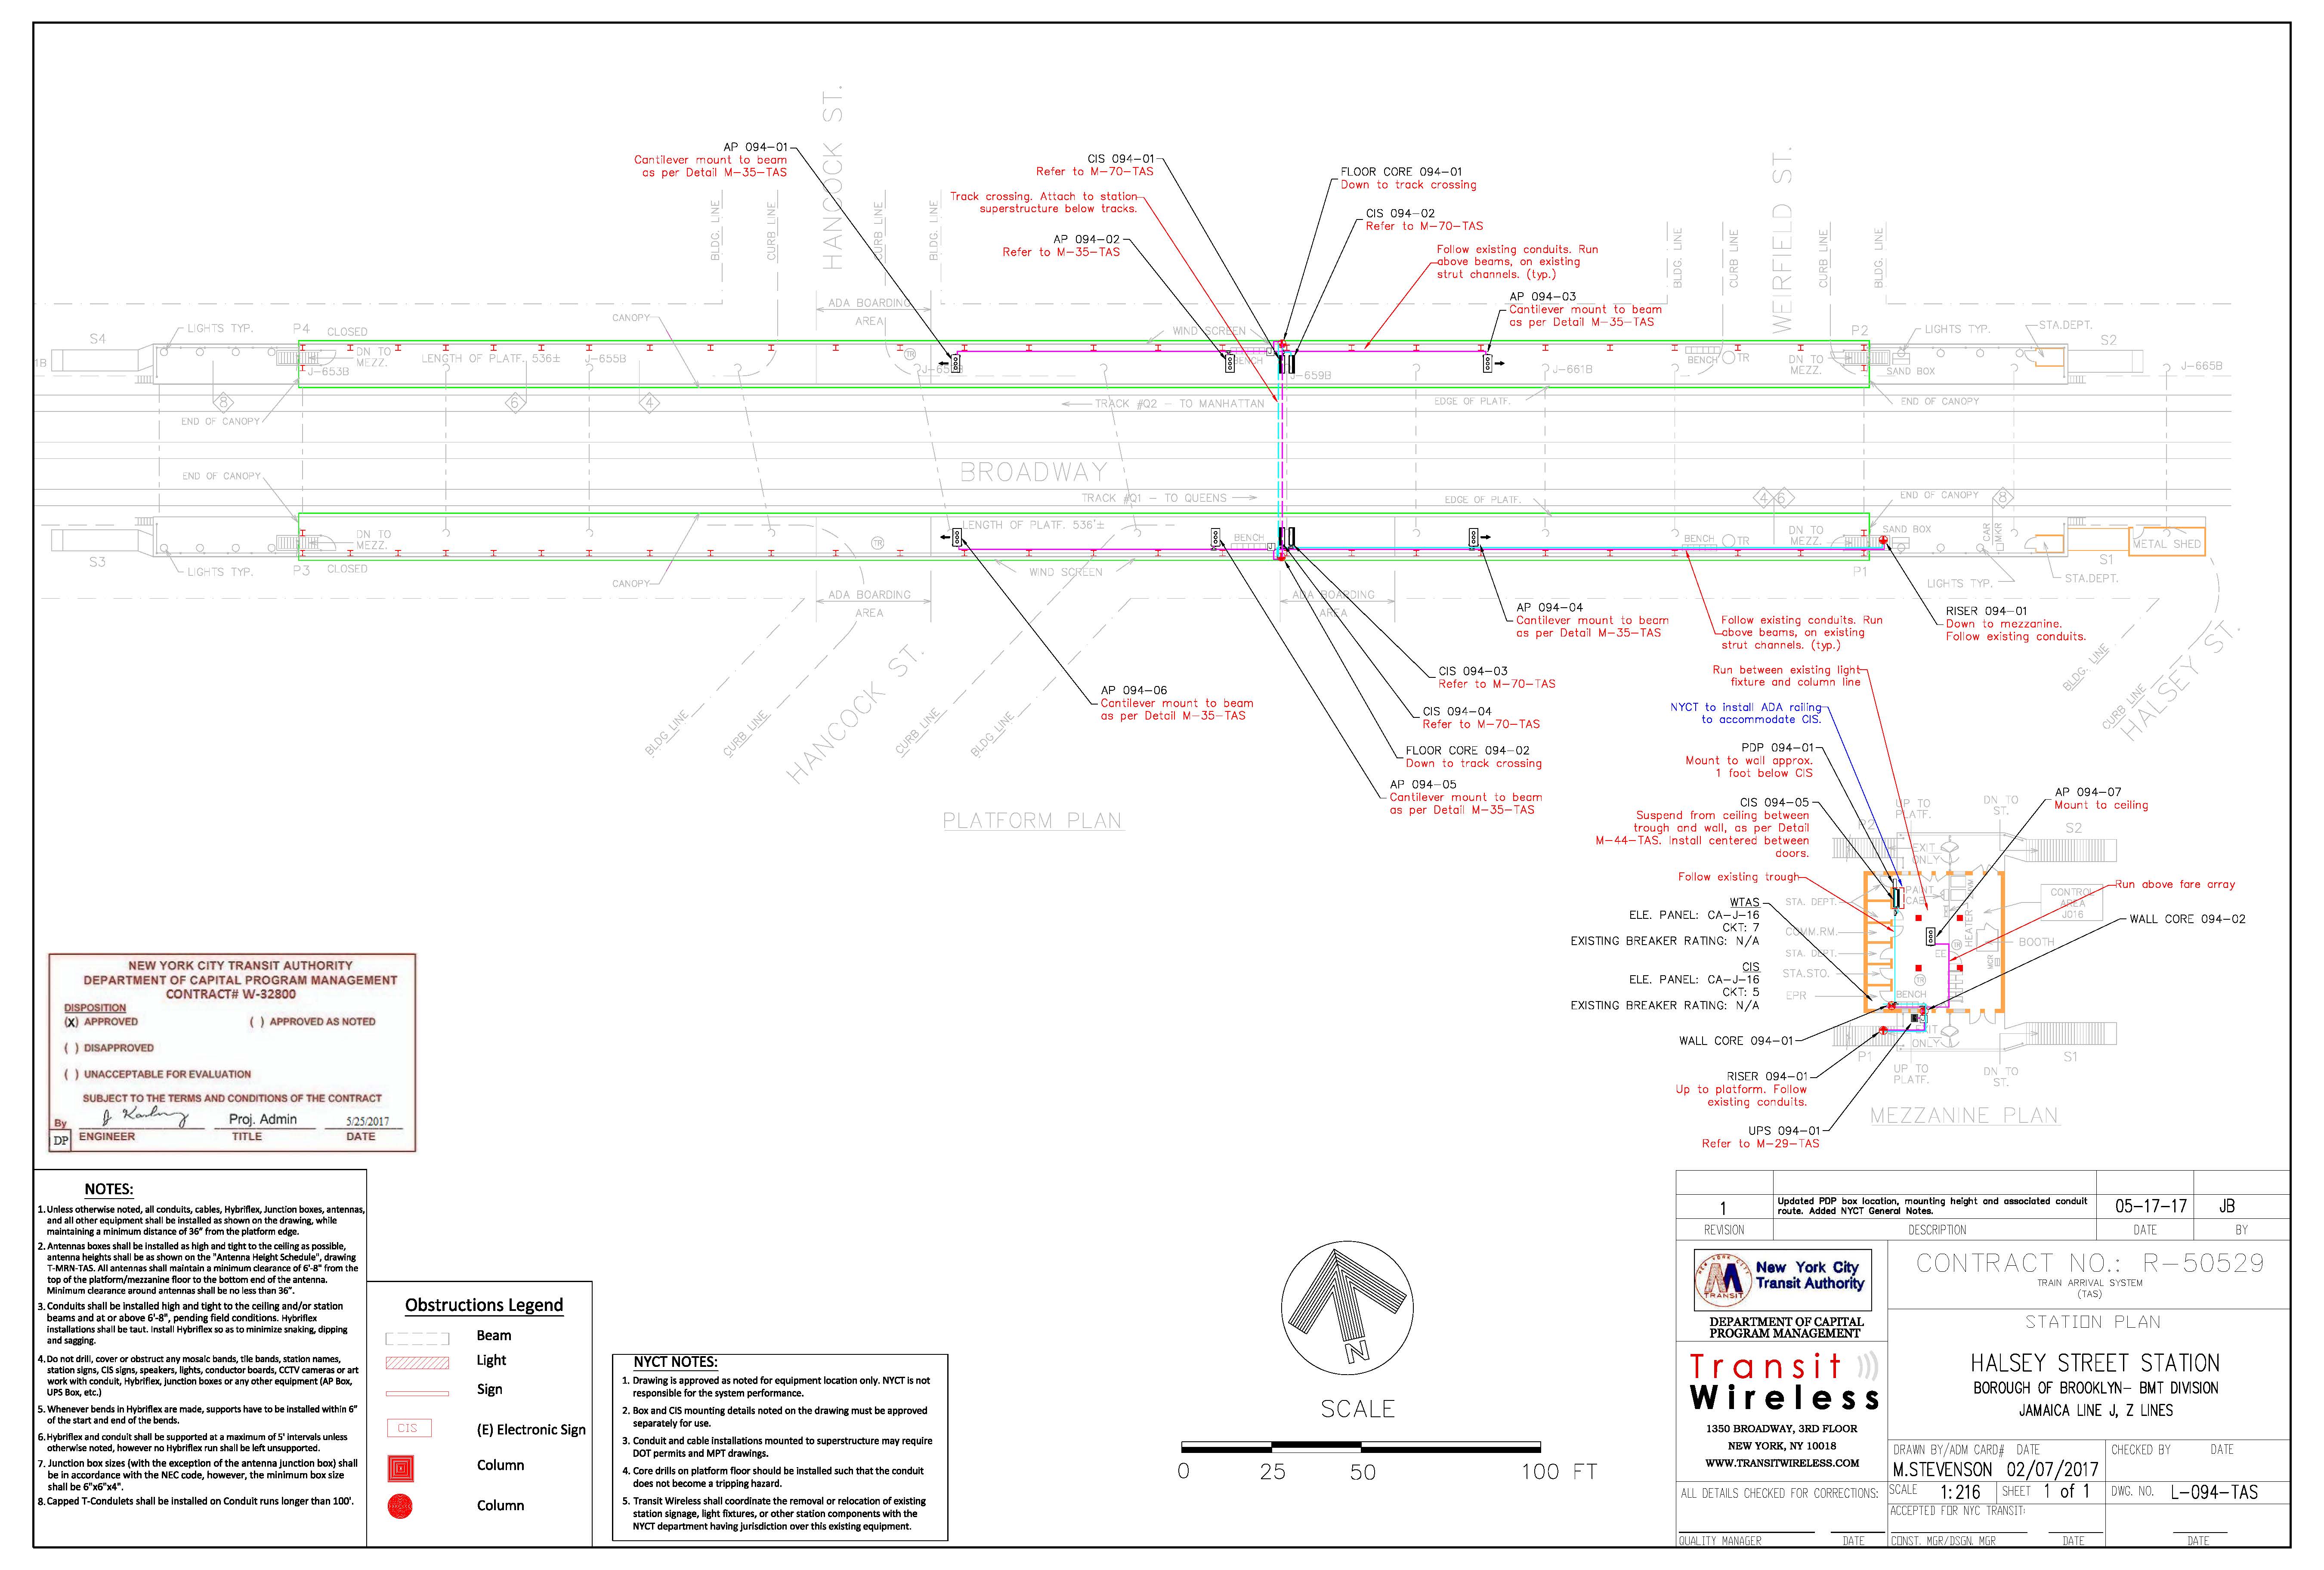 HANCOCK ST.
WEIRFIELD ST.
BLDG. LINE
CURB LINE
CURB LINE
BLDG. LINE
BLDG. LINE
CURB LINE
CURB LINE
BLDG. LINE
AP 094-01
Cantilever mount to beam
as per Detail M-35-TAS
CIS 094-01
Refer to M-70-TAS
Track crossing. Attach to station
superstructure below tracks.
AP 094-02
Refer to M-35-TAS
FLOOR CORE 094-01
Down to track crossing
CIS 094-02
Refer to M-70-TAS
Follow existing conduits. Run
above beams, on existing
strut channels. (typ.)
AP 094-03
Cantilever mount to beam
as per Detail M-35-TAS
ADA BOARDING
AREA
CANOPY
WIND SCREEN
S4
LIGHTS TYP.
P4
CLOSED
DN TO
MEZZ.
J-653B
LENGTH OF PLATF. 536±
J-655B
TR
BENCH
J
J-659B
J-661B
BENCH
TR
DN TO
MEZZ.
P2
LIGHTS TYP.
STA.DEPT.
S2
SAND BOX
J-665B
8
6
4
END OF CANOPY
TRACK #Q2 - TO MANHATTAN
EDGE OF PLATF.
END OF CANOPY
BROADWAY
END OF CANOPY
TRACK #Q1 - TO QUEENS
EDGE OF PLATF.
4
6
END OF CANOPY
8
S3
LIGHTS TYP.
P3
CLOSED
DN TO
MEZZ.
CANOPY
TR
LENGTH OF PLATF. 536'±
WIND SCREEN
BENCH
J
BENCH
TR
DN TO
MEZZ.
P1
SAND BOX
CAR
MKR
LIGHTS TYP.
STA.DEPT.
S1
METAL SHED
ADA BOARDING
AREA
ADA BOARDING
AREA
BLDG LINE
CURB LINE
HANCOCK ST.
CURB LINE
BLDG LINE
BLDG. LINE
CURB LINE
HALSEY ST.
AP 094-06
Cantilever mount to beam
as per Detail M-35-TAS
AP 094-04
Cantilever mount to beam
as per Detail M-35-TAS
CIS 094-03
Refer to M-70-TAS
CIS 094-04
Refer to M-70-TAS
FLOOR CORE 094-02
Down to track crossing
AP 094-05
Cantilever mount to beam
as per Detail M-35-TAS
Follow existing conduits. Run
above beams, on existing
strut channels. (typ.)
RISER 094-01
Down to mezzanine.
Follow existing conduits.
PLATFORM PLAN
Run between existing light
fixture and column line
NYCT to install ADA railing
to accommodate CIS.
PDP 094-01
Mount to wall approx.
1 foot below CIS
CIS 094-05
Suspend from ceiling between
trough and wall, as per Detail
M-44-TAS. Install centered between
doors.
Follow existing trough
WTAS
ELE. PANEL: CA-J-16
CKT: 7
EXISTING BREAKER RATING: N/A
CIS
ELE. PANEL: CA-J-16
CKT: 5
EXISTING BREAKER RATING: N/A
WALL CORE 094-01
RISER 094-01
Up to platform. Follow
existing conduits.
UPS 094-01
Refer to M-29-TAS
AP 094-07
Mount to ceiling
Run above fare array
WALL CORE 094-02
UP TO
PLATF.
DN TO
ST.
P2
S2
EXIT
ONLY
STA. DEPT.
PAINT
CAB
COMM.RM.
STA. DEPT.
STA.STO.
EPR
HEATER
EE
TR
TR
BENCH
CONTROL
AREA
J016
BOOTH
EXIT
ONLY
P1
S1
UP TO
PLATF.
DN TO
ST.
MEZZANINE PLAN
NEW YORK CITY TRANSIT AUTHORITY
DEPARTMENT OF CAPITAL PROGRAM MANAGEMENT
CONTRACT# W-32800
DISPOSITION
(X) APPROVED
( ) APPROVED AS NOTED
( ) DISAPPROVED
( ) UNACCEPTABLE FOR EVALUATION
SUBJECT TO THE TERMS AND CONDITIONS OF THE CONTRACT
By
Proj. Admin
5/25/2017
DP
ENGINEER
TITLE
DATE
NOTES:
1. Unless otherwise noted, all conduits, cables, Hybriflex, Junction boxes, antennas,
and all other equipment shall be installed as shown on the drawing, while
maintaining a minimum distance of 36" from the platform edge.
2. Antennas boxes shall be installed as high and tight to the ceiling as possible,
antenna heights shall be as shown on the "Antenna Height Schedule", drawing
T-MRN-TAS. All antennas shall maintain a minimum clearance of 6'-8" from the
top of the platform/mezzanine floor to the bottom end of the antenna.
Minimum clearance around antennas shall be no less than 36".
3. Conduits shall be installed high and tight to the ceiling and/or station
beams and at or above 6'-8", pending field conditions. Hybriflex
installations shall be taut. Install Hybriflex so as to minimize snaking, dipping
and sagging.
4. Do not drill, cover or obstruct any mosaic bands, tile bands, station names,
station signs, CIS signs, speakers, lights, conductor boards, CCTV cameras or art
work with conduit, Hybriflex, junction boxes or any other equipment (AP Box,
UPS Box, etc.)
5. Whenever bends in Hybriflex are made, supports have to be installed within 6"
of the start and end of the bends.
6. Hybriflex and conduit shall be supported at a maximum of 5' intervals unless
otherwise noted, however no Hybriflex run shall be left unsupported.
7. Junction box sizes (with the exception of the antenna junction box) shall
be in accordance with the NEC code, however, the minimum box size
shall be 6"x6"x4".
8. Capped T-Condulets shall be installed on Conduit runs longer than 100'.
Obstructions Legend
Beam
Light
Sign
CIS
(E) Electronic Sign
Column
Column
NYCT NOTES:
1. Drawing is approved as noted for equipment location only. NYCT is not
responsible for the system performance.
2. Box and CIS mounting details noted on the drawing must be approved
separately for use.
3. Conduit and cable installations mounted to superstructure may require
DOT permits and MPT drawings.
4. Core drills on platform floor should be installed such that the conduit
does not become a tripping hazard.
5. Transit Wireless shall coordinate the removal or relocation of existing
station signage, light fixtures, or other station components with the
NYCT department having jurisdiction over this existing equipment.
N
SCALE
0 25 50 100 FT
1
Updated PDP box location, mounting height and associated conduit
route. Added NYCT General Notes.
05-17-17
JB
REVISION
DESCRIPTION
DATE
BY
New York City
Transit Authority
DEPARTMENT OF CAPITAL
PROGRAM MANAGEMENT
Transit
Wireless
1350 BROADWAY, 3RD FLOOR
NEW YORK, NY 10018
WWW.TRANSITWIRELESS.COM
ALL DETAILS CHECKED FOR CORRECTIONS:
QUALITY MANAGER
DATE
CONTRACT NO.: R-50529
TRAIN ARRIVAL SYSTEM
(TAS)
STATION PLAN
HALSEY STREET STATION
BOROUGH OF BROOKLYN- BMT DIVISION
JAMAICA LINE J, Z LINES
DRAWN BY/ADM CARD# DATE
M.STEVENSON 02/07/2017
CHECKED BY
DATE
SCALE 1:216
SHEET 1 of 1
DWG. NO. L-094-TAS
ACCEPTED FOR NYC TRANSIT:
CONST. MGR/DSGN. MGR
DATE
DATE